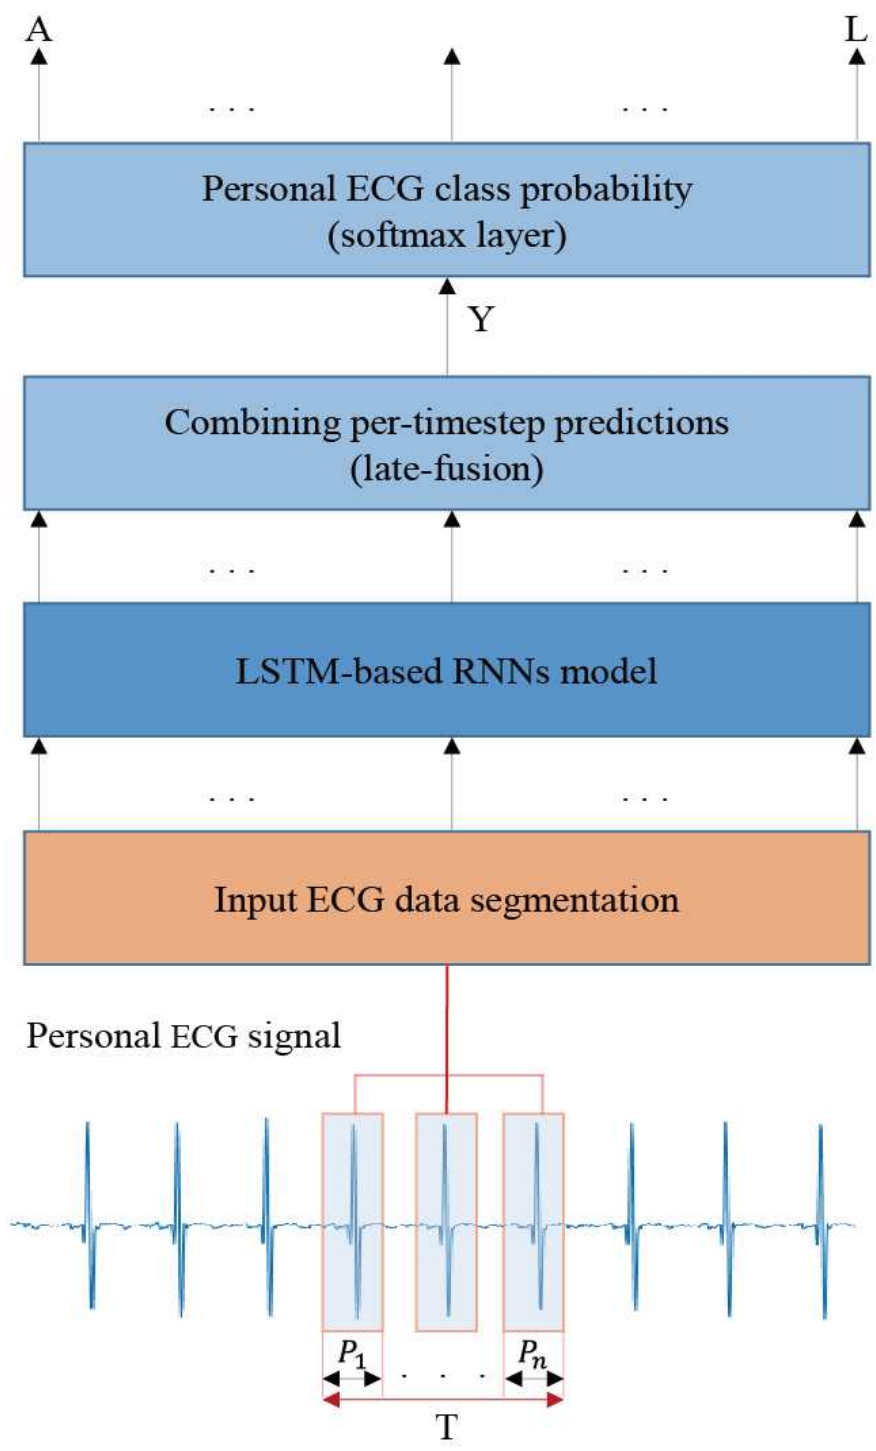 A
L
. . .
. . .
Personal ECG class probability
(softmax layer)
Y
Combining per-timestep predictions
(late-fusion)
. . .
. . .
LSTM-based RNNs model
. . .
. . .
Input ECG data segmentation
Personal ECG signal
P₁
. . .
Pₙ
T